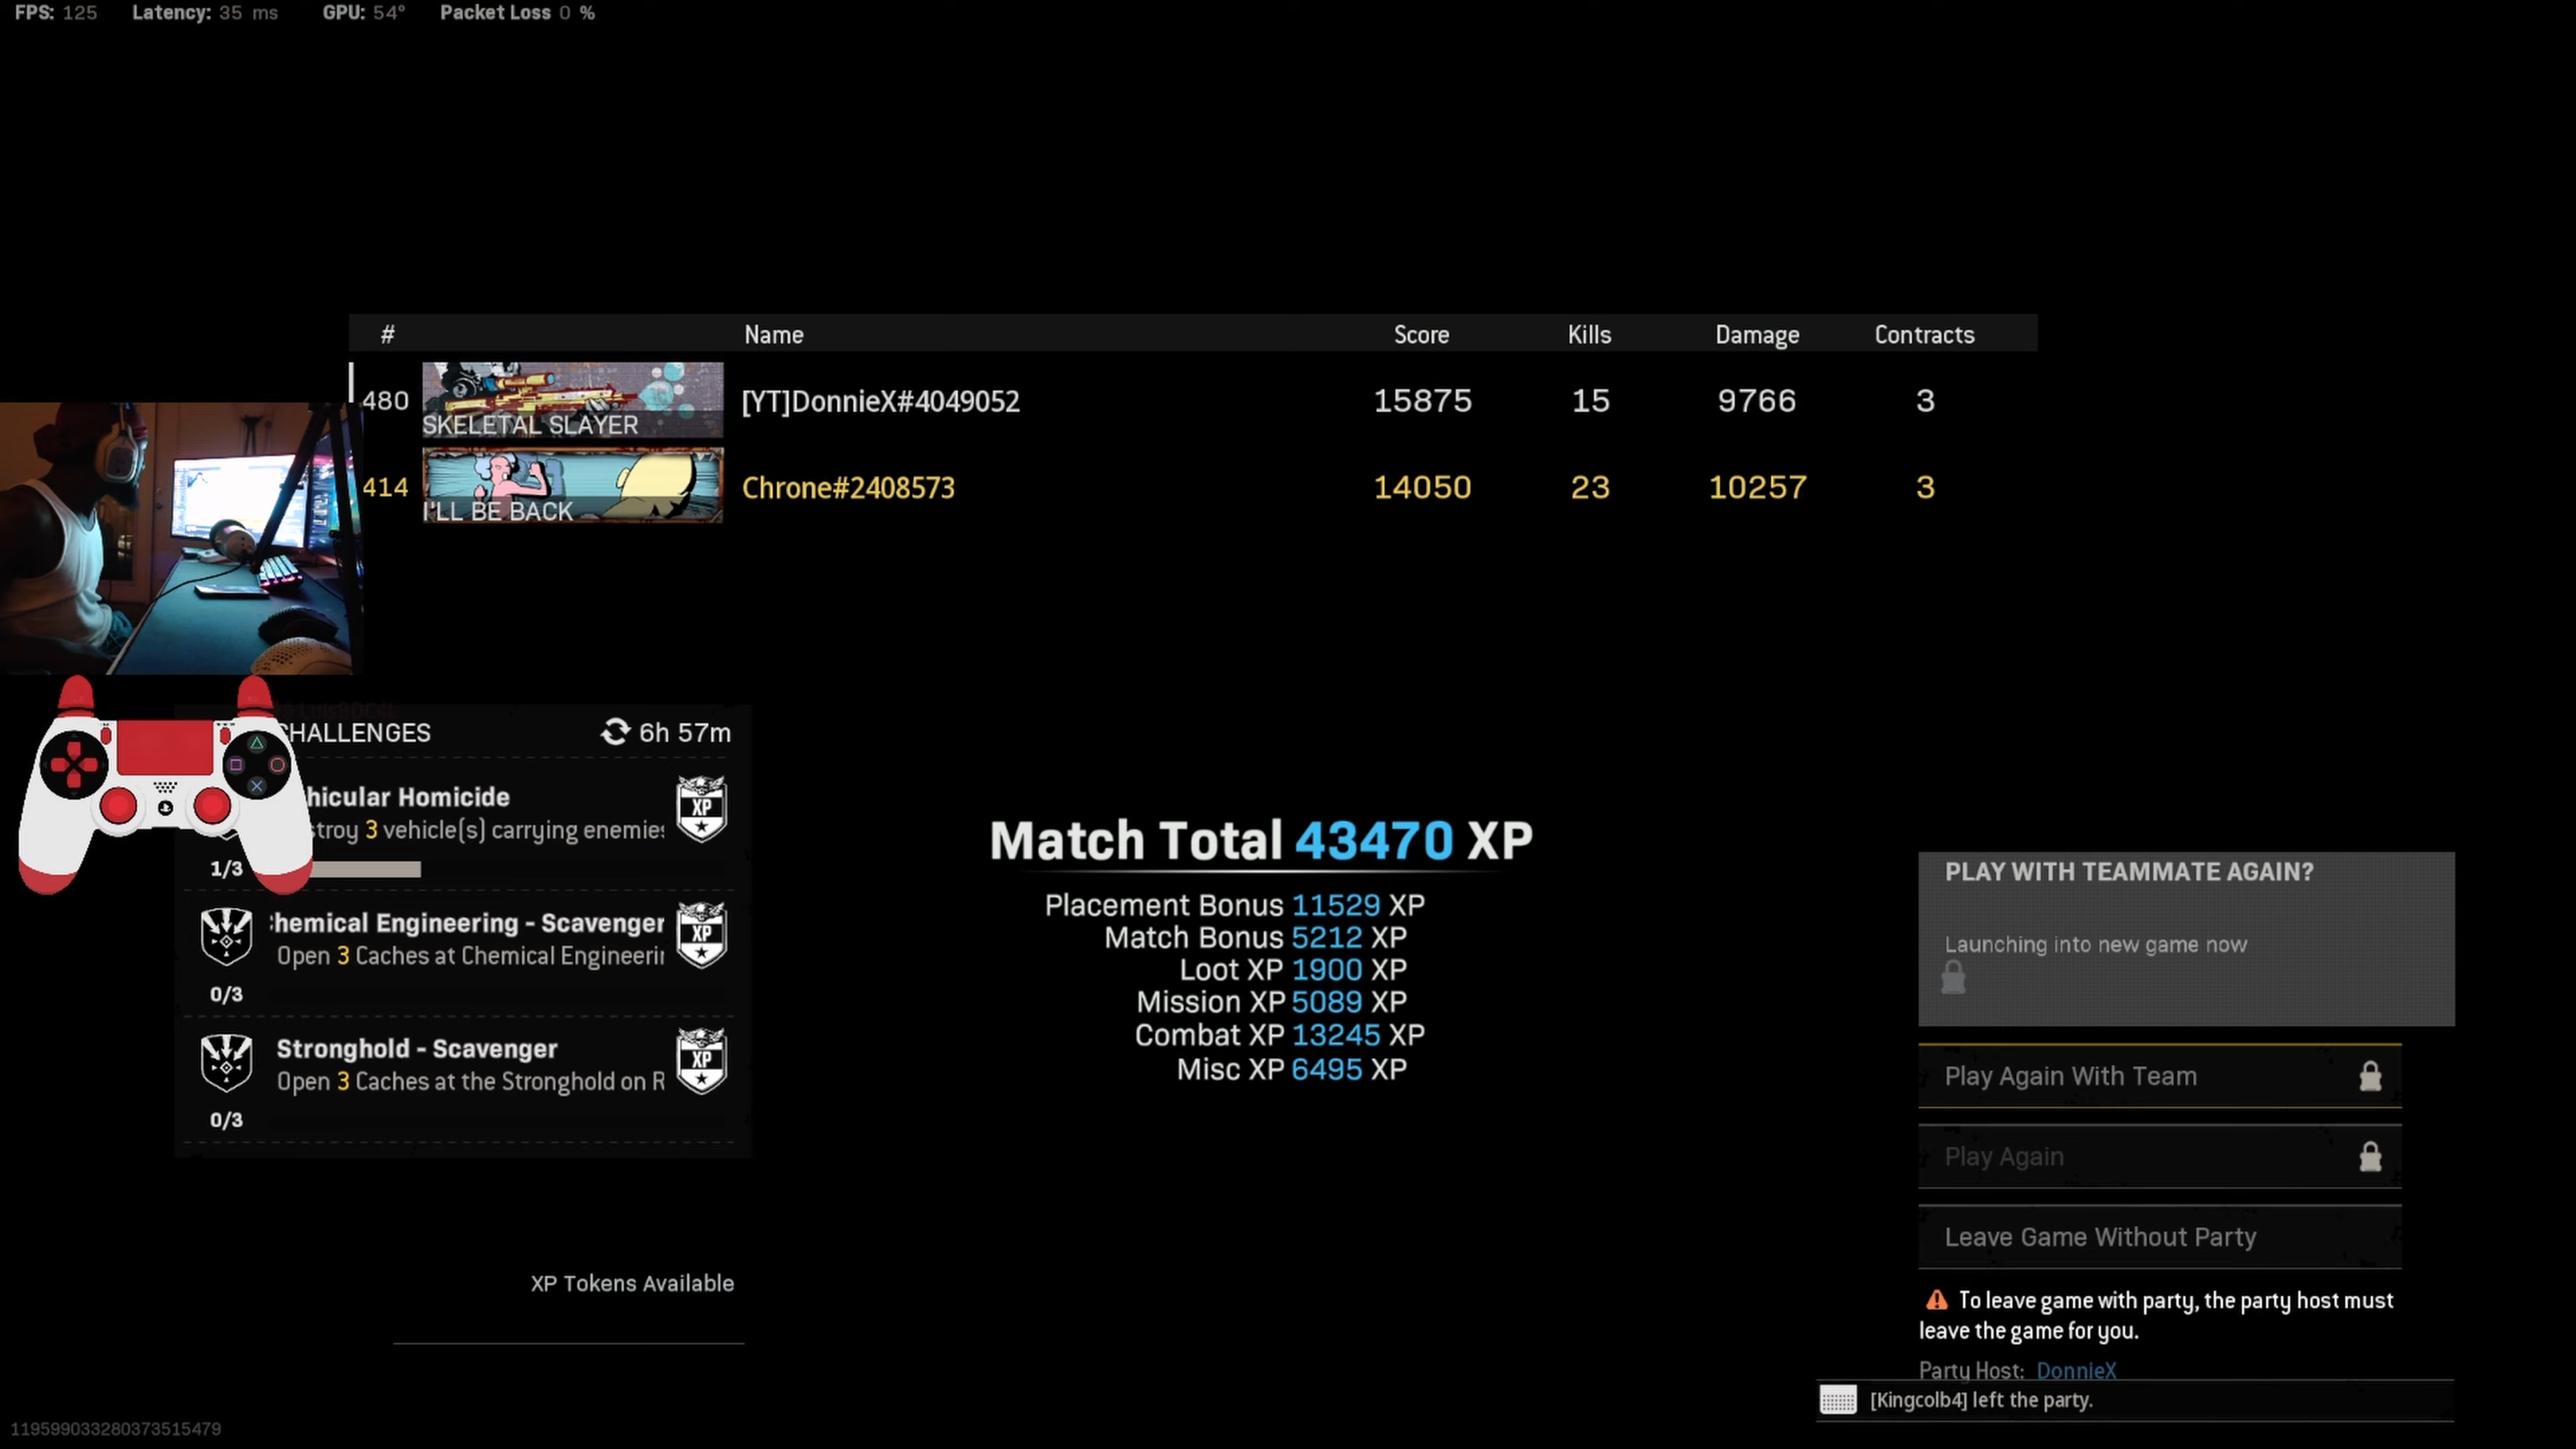 FPS: 125 Latency: 35 ms GPU: 54° Packet Loss 0 %
# Name Score Kills Damage Contracts
480 SKELETAL SLAYER [YT]DonnieX#4049052 15875 15 9766 3
414 I'LL BE BACK Chrone#2408573 14050 23 10257 3
HALLENGES 6h 57m
hicular Homicide
troy 3 vehicle(s) carrying enemies
XP
1/3
hemical Engineering - Scavenger
Open 3 Caches at Chemical Engineerin
XP
0/3
Stronghold - Scavenger
Open 3 Caches at the Stronghold on R
XP
0/3
XP Tokens Available
Match Total 43470 XP
Placement Bonus 11529 XP
Match Bonus 5212 XP
Loot XP 1900 XP
Mission XP 5089 XP
Combat XP 13245 XP
Misc XP 6495 XP
PLAY WITH TEAMMATE AGAIN?
Launching into new game now
Play Again With Team
Play Again
Leave Game Without Party
To leave game with party, the party host must
leave the game for you.
Party Host: DonnieX
[Kingcolb4] left the party.
119599033280373515479